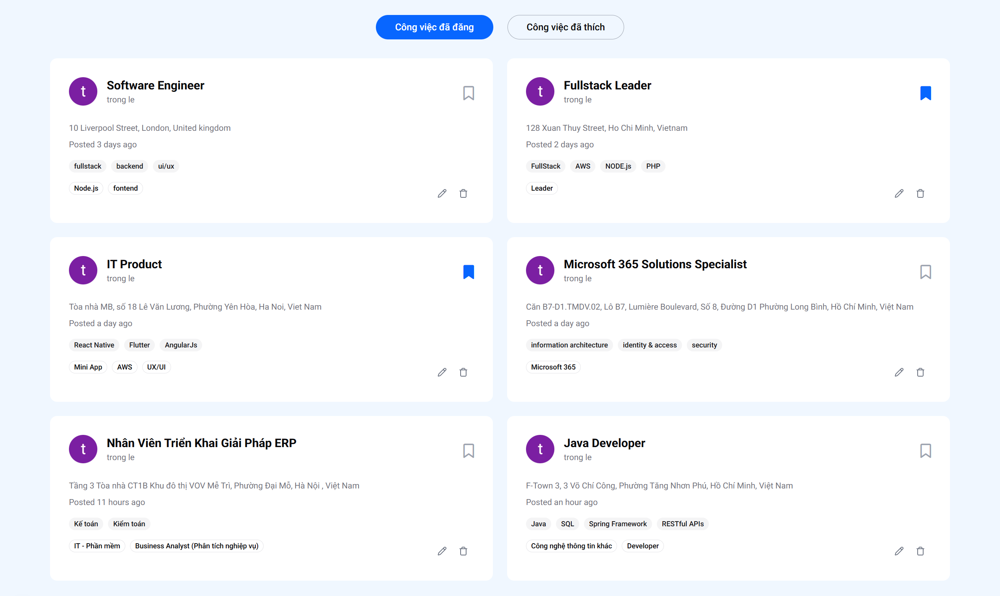 Công việc đã đăng
Công việc đã thích
t
Software Engineer
trong le
10 Liverpool Street, London, United kingdom
Posted 3 days ago
fullstack backend ui/ux
Node.js fontend
t
Fullstack Leader
trong le
128 Xuan Thuy Street, Ho Chi Minh, Vietnam
Posted 2 days ago
FullStack AWS NODE.js PHP
Leader
t
IT Product
trong le
Tòa nhà MB, số 18 Lê Văn Lương, Phường Yên Hòa, Ha Noi, Viet Nam
Posted a day ago
React Native Flutter AngularJs
Mini App AWS UX/UI
t
Microsoft 365 Solutions Specialist
trong le
Căn B7-D1.TMDV.02, Lô B7, Lumière Boulevard, Số 8, Đường D1 Phường Long Bình, Hồ Chí Minh, Việt Nam
Posted a day ago
information architecture identity & access security
Microsoft 365
t
Nhân Viên Triển Khai Giải Pháp ERP
trong le
Tầng 3 Tòa nhà CT1B Khu đô thị VOV Mễ Trì, Phường Đại Mỗ, Hà Nội , Việt Nam
Posted 11 hours ago
Kế toán Kiểm toán
IT - Phần mềm Business Analyst (Phân tích nghiệp vụ)
t
Java Developer
trong le
F-Town 3, 3 Võ Chí Công, Phường Tăng Nhơn Phú, Hồ Chí Minh, Việt Nam
Posted an hour ago
Java SQL Spring Framework RESTful APIs
Công nghệ thông tin khác Developer